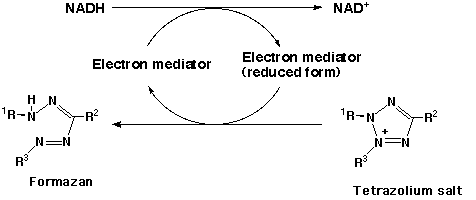 NADH
NAD+
Electron mediator
Electron mediator
(reduced form)
H
1R
N
N
R2
N
N
R3
Formazan
1R
N
N
R2
N
+
N
R3
Tetrazolium salt